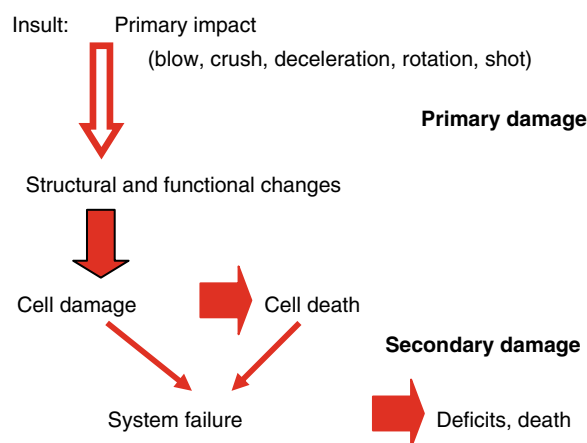 Insult: Primary impact
(blow, crush, deceleration, rotation, shot)
Primary damage
Structural and functional changes
Cell damage Cell death
Secondary damage
System failure Deficits, death